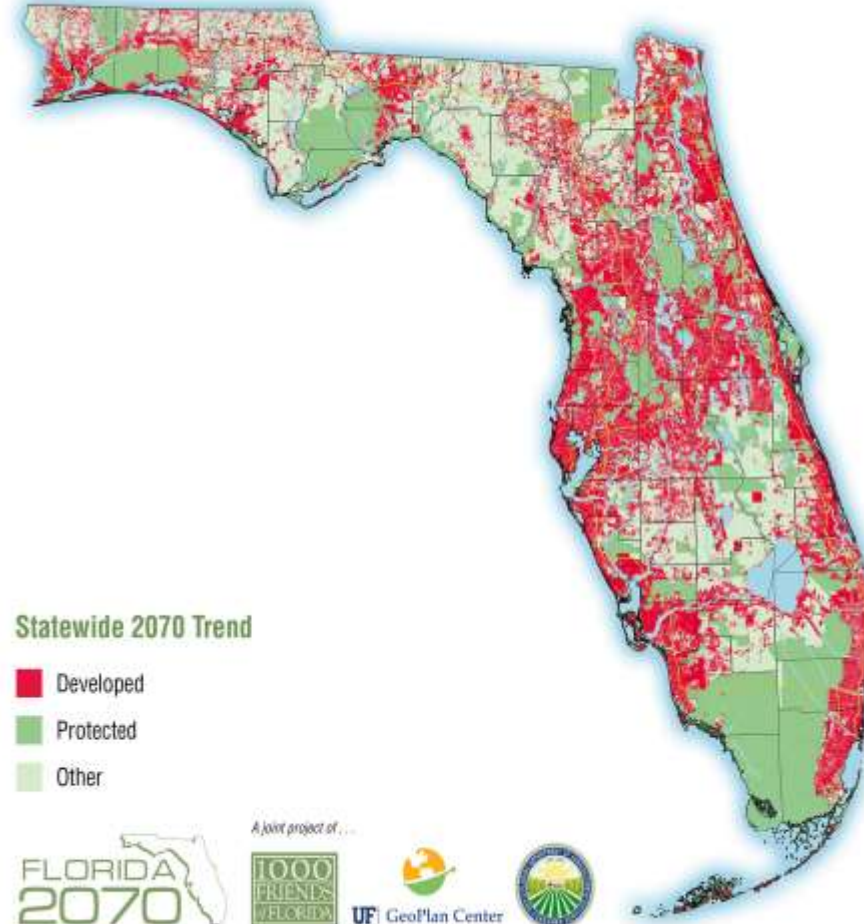 Statewide 2070 Trend
Developed
Protected
Other
A joint project of . . .
FLORIDA
2070
1000
FRIENDS
of FLORIDA
UF GeoPlan Center